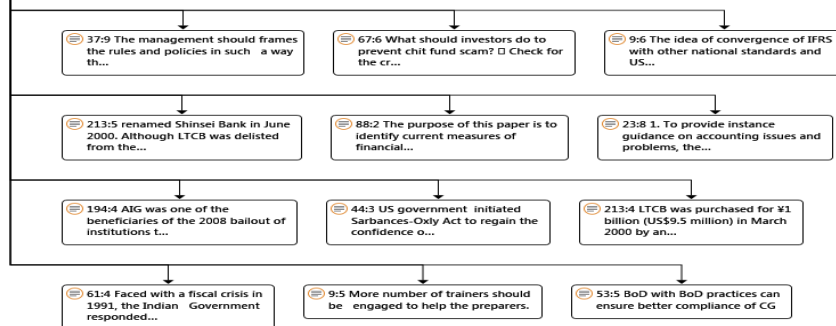 37:9 The management should frames
the rules and policies in such a way
th...
67:6 What should investors do to
prevent chit fund scam? □ Check for
the cr...
9:6 The idea of convergence of IFRS
with other national standards and
US...
213:5 renamed Shinsei Bank in June
2000. Although LTCB was delisted
from the...
88:2 The purpose of this paper is to
identify current measures of
financial...
23:8 1. To provide instance
guidance on accounting issues and
problems, the...
194:4 AIG was one of the
beneficiaries of the 2008 bailout of
institutions t...
44:3 US government initiated
Sarbances-Oxly Act to regain the
confidence o...
213:4 LTCB was purchased for ¥1
billion (US$9.5 million) in March
2000 by an...
61:4 Faced with a fiscal crisis in
1991, the Indian Government
responded...
9:5 More number of trainers should
be engaged to help the preparers.
53:5 BoD with BoD practices can
ensure better compliance of CG